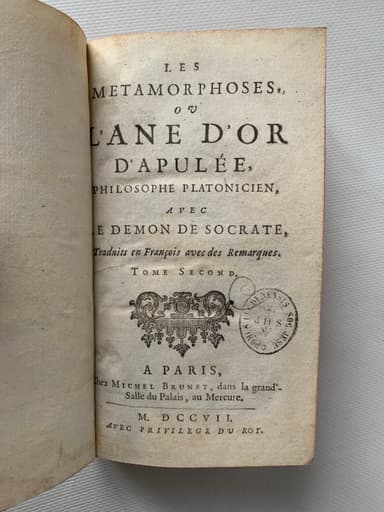 LES
METAMORPHOSES,
OU
L'ANE D'OR
D'APULÉE,
PHILOSOPHE PLATONICIEN,
AVEC
LE DEMON DE SOCRATE,
Traduits en François avec des Remarques.
TOME SECOND.
A PARIS,
Chez MICHEL BRUNET, dans la grand'-
Salle du Palais, au Mercure.
M. DCCVII.
AVEC PRIVILEGE DU ROY.